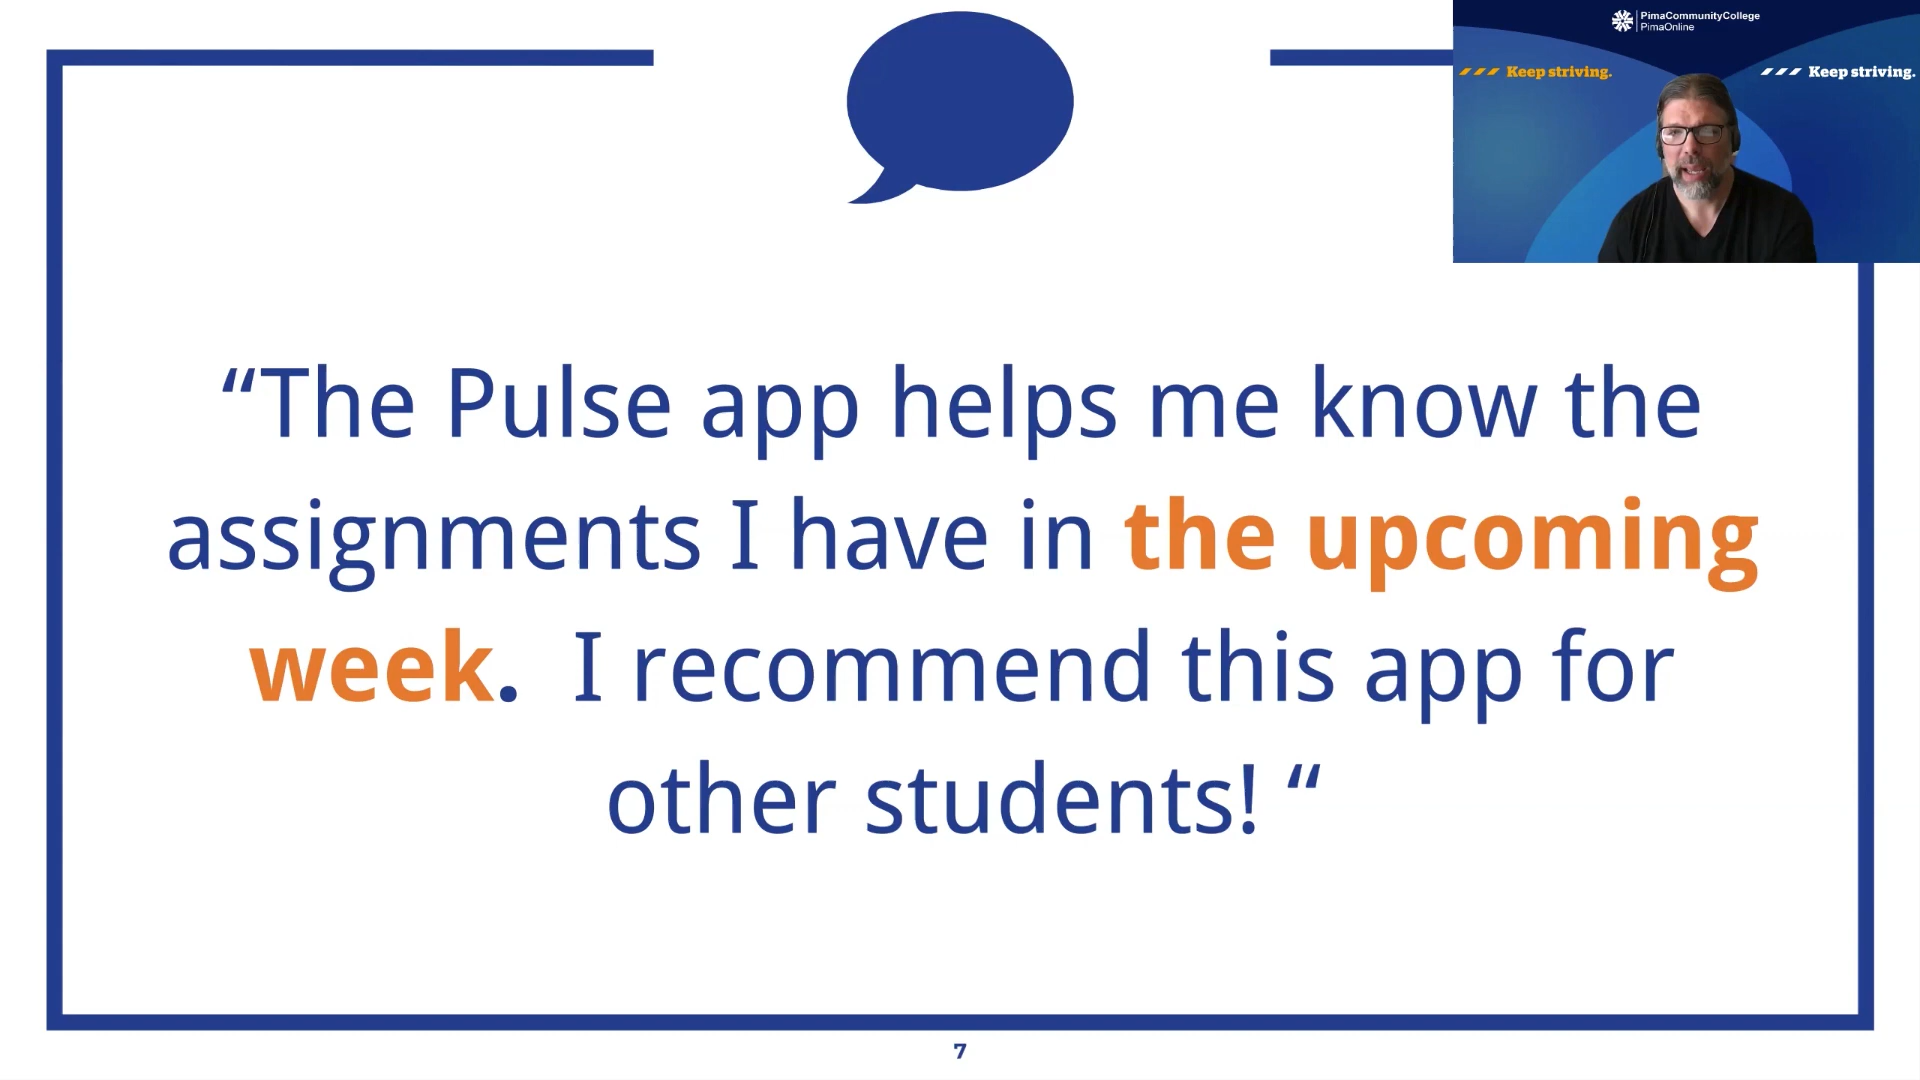 PimaCommunityCollege
PimaOnline
Keep striving.
Keep striving.
“The Pulse app helps me know the
assignments I have in the upcoming
week.  I recommend this app for
other students! “
7